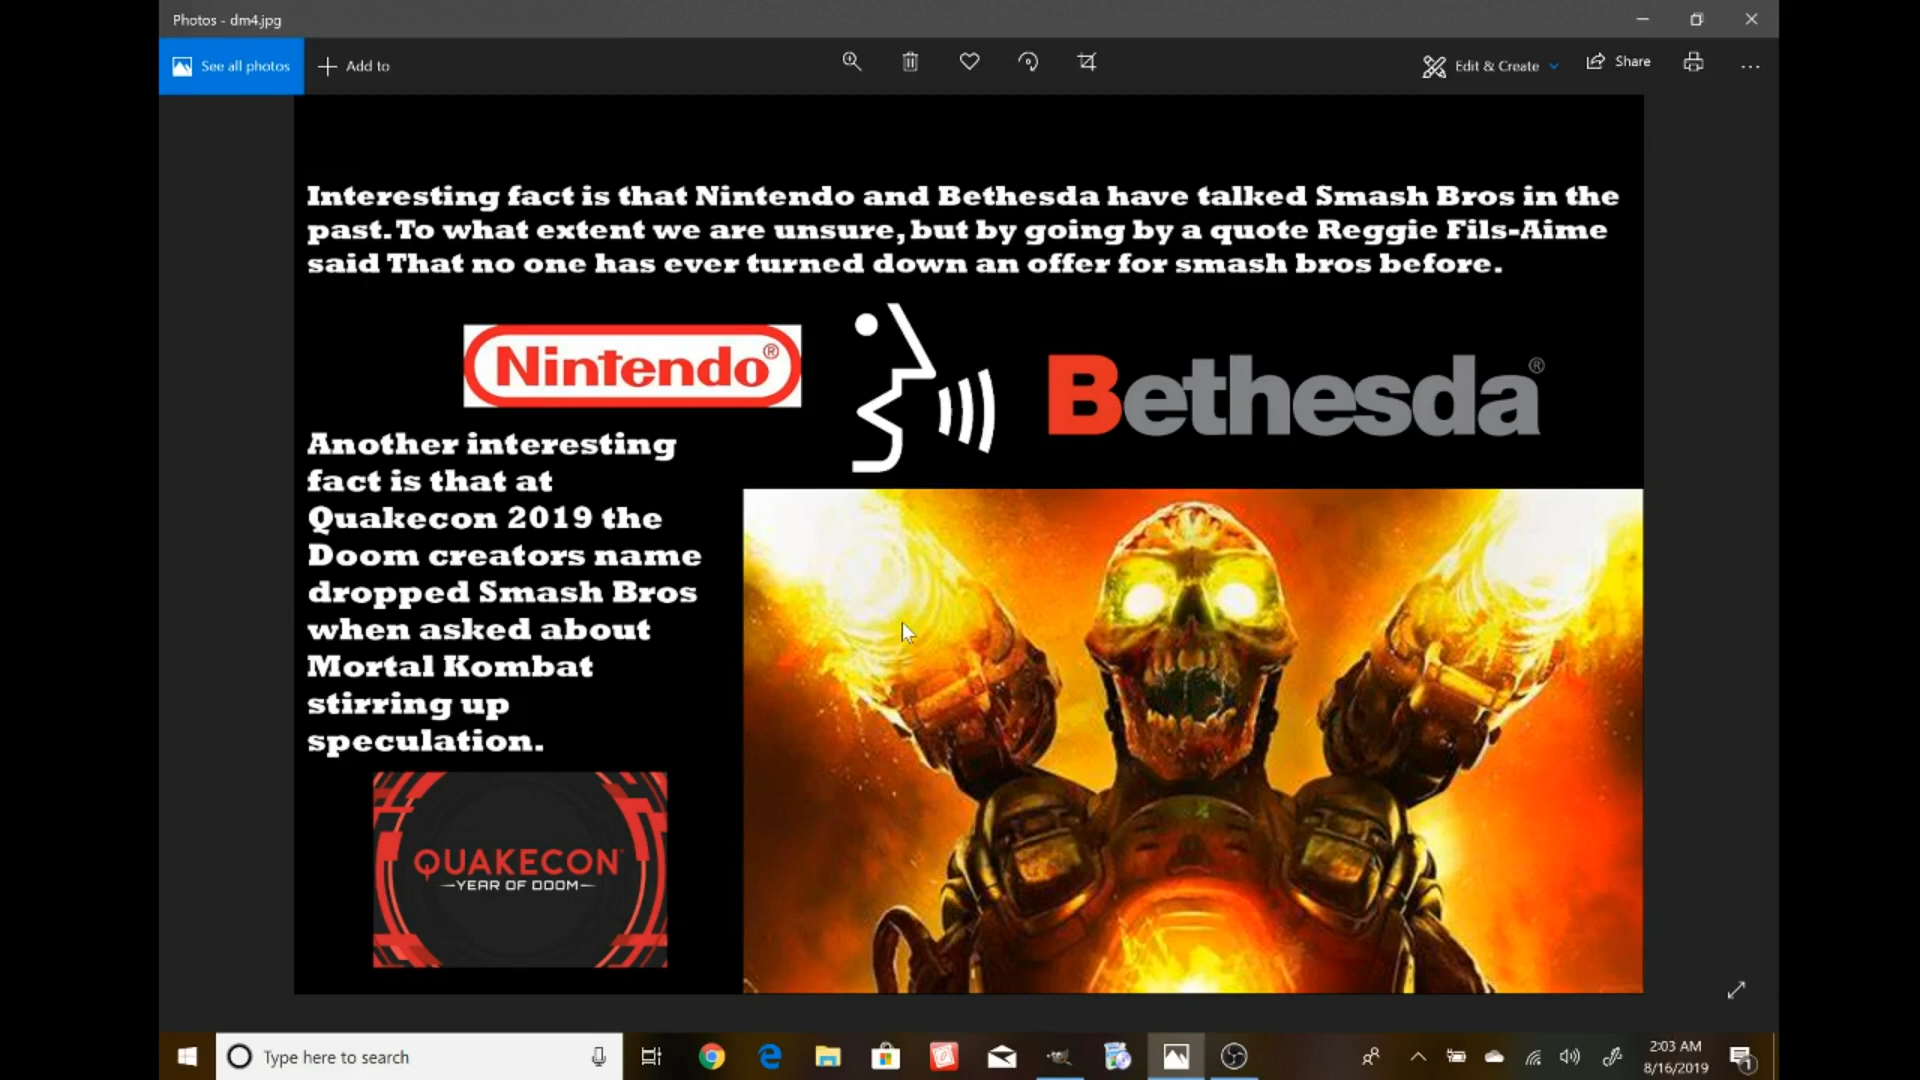 Photos - dm4.jpg
See all photos
Add to
Edit & Create
Share
Interesting fact is that Nintendo and Bethesda have talked Smash Bros in the
past. To what extent we are unsure, but by going by a quote Reggie Fils-Aime
said That no one has ever turned down an offer for smash bros before.
Nintendo®
Bethesda®
Another interesting
fact is that at
Quakecon 2019 the
Doom creators name
dropped Smash Bros
when asked about
Mortal Kombat
stirring up
speculation.
QUAKECON
YEAR OF DOOM
Type here to search
2:03 AM
8/16/2019
1